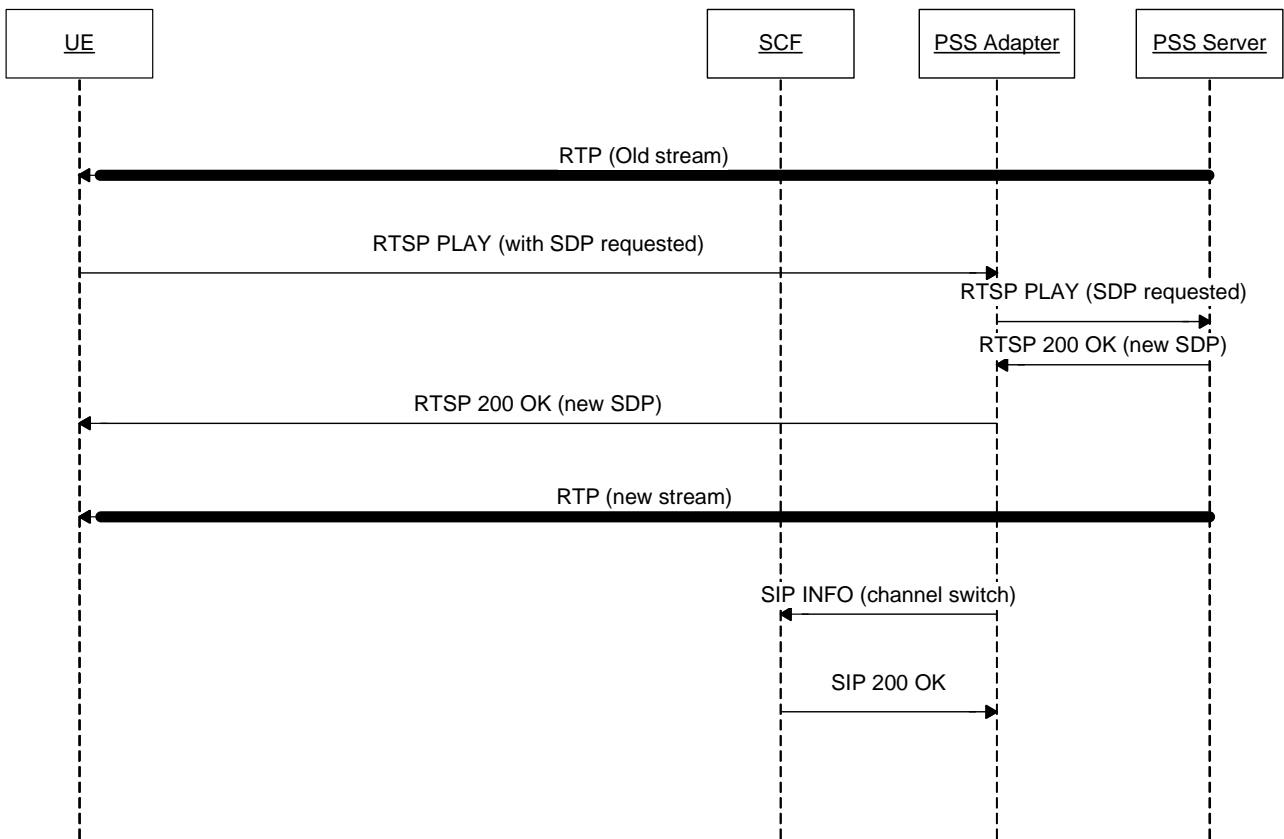 UE
SCF
PSS Adapter
PSS Server
RTP (Old stream)
RTSP PLAY (with SDP requested)
RTSP PLAY (SDP requested)
RTSP 200 OK (new SDP)
RTSP 200 OK (new SDP)
RTP (new stream)
SIP INFO (channel switch)
SIP 200 OK